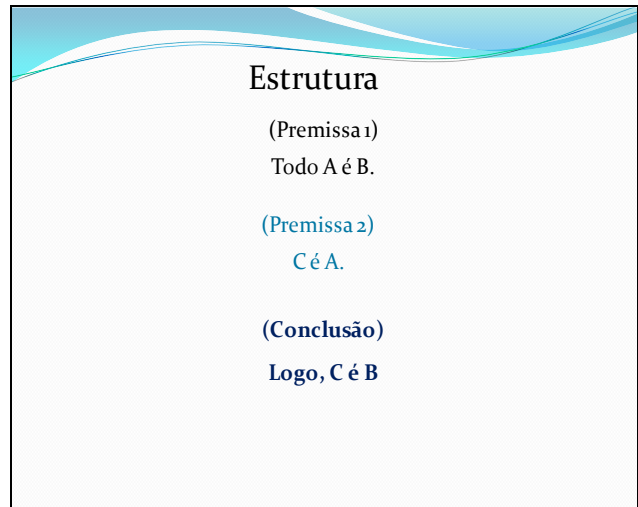 Estrutura
(Premissa 1)
Todo A é B.
(Premissa 2)
C é A.
(Conclusão)
Logo, C é B